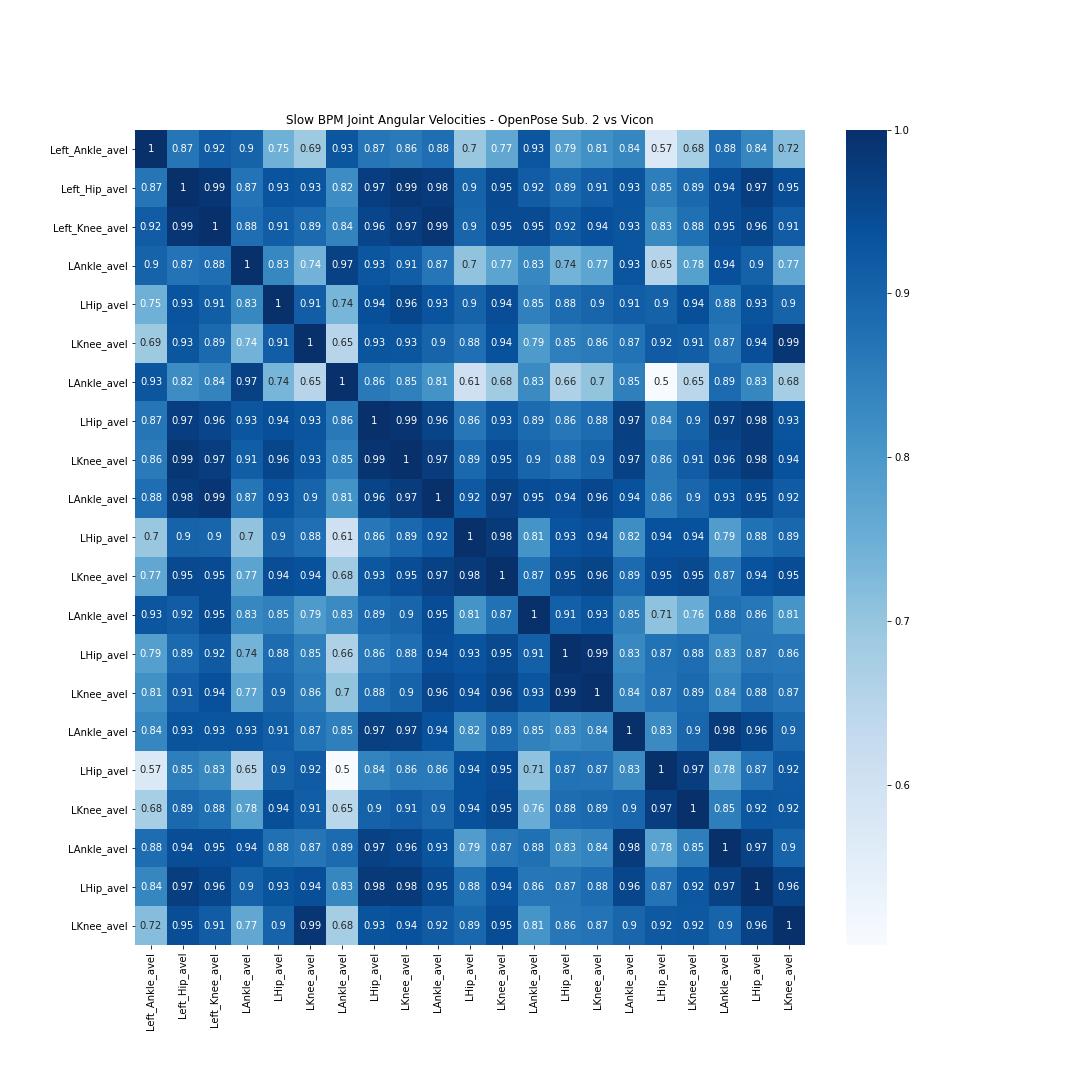 Slow BPM Joint Angular Velocities - OpenPose Sub. 2 vs Vicon
Left_Ankle_avel 1 0.87 0.92 0.9 0.75 0.69 0.93 0.87 0.86 0.88 0.7 0.77 0.93 0.79 0.81 0.84 0.57 0.68 0.88 0.84 0.72
Left_Hip_avel 0.87 1 0.99 0.87 0.93 0.93 0.82 0.97 0.99 0.98 0.9 0.95 0.92 0.89 0.91 0.93 0.85 0.89 0.94 0.97 0.95
Left_Knee_avel 0.92 0.99 1 0.88 0.91 0.89 0.84 0.96 0.97 0.99 0.9 0.95 0.95 0.92 0.94 0.93 0.83 0.88 0.95 0.96 0.91
LAnkle_avel 0.9 0.87 0.88 1 0.83 0.74 0.97 0.93 0.91 0.87 0.7 0.77 0.83 0.74 0.77 0.93 0.65 0.78 0.94 0.9 0.77
LHip_avel 0.75 0.93 0.91 0.83 1 0.91 0.74 0.94 0.96 0.93 0.9 0.94 0.85 0.88 0.9 0.91 0.9 0.94 0.88 0.93 0.9
LKnee_avel 0.69 0.93 0.89 0.74 0.91 1 0.65 0.93 0.93 0.9 0.88 0.94 0.79 0.85 0.86 0.87 0.92 0.91 0.87 0.94 0.99
LAnkle_avel 0.93 0.82 0.84 0.97 0.74 0.65 1 0.86 0.85 0.81 0.61 0.68 0.83 0.66 0.7 0.85 0.5 0.65 0.89 0.83 0.68
LHip_avel 0.87 0.97 0.96 0.93 0.94 0.93 0.86 1 0.99 0.96 0.86 0.93 0.89 0.86 0.88 0.97 0.84 0.9 0.97 0.98 0.93
LKnee_avel 0.86 0.99 0.97 0.91 0.96 0.93 0.85 0.99 1 0.97 0.89 0.95 0.9 0.88 0.9 0.97 0.86 0.91 0.96 0.98 0.94
LAnkle_avel 0.88 0.98 0.99 0.87 0.93 0.9 0.81 0.96 0.97 1 0.92 0.97 0.95 0.94 0.96 0.94 0.86 0.9 0.93 0.95 0.92
LHip_avel 0.7 0.9 0.9 0.7 0.9 0.88 0.61 0.86 0.89 0.92 1 0.98 0.81 0.93 0.94 0.82 0.94 0.94 0.79 0.88 0.89
LKnee_avel 0.77 0.95 0.95 0.77 0.94 0.94 0.68 0.93 0.95 0.97 0.98 1 0.87 0.95 0.96 0.89 0.95 0.95 0.87 0.94 0.95
LAnkle_avel 0.93 0.92 0.95 0.83 0.85 0.79 0.83 0.89 0.9 0.95 0.81 0.87 1 0.91 0.93 0.85 0.71 0.76 0.88 0.86 0.81
LHip_avel 0.79 0.89 0.92 0.74 0.88 0.85 0.66 0.86 0.88 0.94 0.93 0.95 0.91 1 0.99 0.83 0.87 0.88 0.83 0.87 0.86
LKnee_avel 0.81 0.91 0.94 0.77 0.9 0.86 0.7 0.88 0.9 0.96 0.94 0.96 0.93 0.99 1 0.84 0.87 0.89 0.84 0.88 0.87
LAnkle_avel 0.84 0.93 0.93 0.93 0.91 0.87 0.85 0.97 0.97 0.94 0.82 0.89 0.85 0.83 0.84 1 0.83 0.9 0.98 0.96 0.9
LHip_avel 0.57 0.85 0.83 0.65 0.9 0.92 0.5 0.84 0.86 0.86 0.94 0.95 0.71 0.87 0.87 0.83 1 0.97 0.78 0.87 0.92
LKnee_avel 0.68 0.89 0.88 0.78 0.94 0.91 0.65 0.9 0.91 0.9 0.94 0.95 0.76 0.88 0.89 0.9 0.97 1 0.85 0.92 0.92
LAnkle_avel 0.88 0.94 0.95 0.94 0.88 0.87 0.89 0.97 0.96 0.93 0.79 0.87 0.88 0.83 0.84 0.98 0.78 0.85 1 0.97 0.9
LHip_avel 0.84 0.97 0.96 0.9 0.93 0.94 0.83 0.98 0.98 0.95 0.88 0.94 0.86 0.87 0.88 0.96 0.87 0.92 0.97 1 0.96
LKnee_avel 0.72 0.95 0.91 0.77 0.9 0.99 0.68 0.93 0.94 0.92 0.89 0.95 0.81 0.86 0.87 0.9 0.92 0.92 0.9 0.96 1
Left_Ankle_avel
Left_Hip_avel
Left_Knee_avel
LAnkle_avel
LHip_avel
LKnee_avel
LAnkle_avel
LHip_avel
LKnee_avel
LAnkle_avel
LHip_avel
LKnee_avel
LAnkle_avel
LHip_avel
LKnee_avel
LAnkle_avel
LHip_avel
LKnee_avel
LAnkle_avel
LHip_avel
LKnee_avel
1.0
0.9
0.8
0.7
0.6